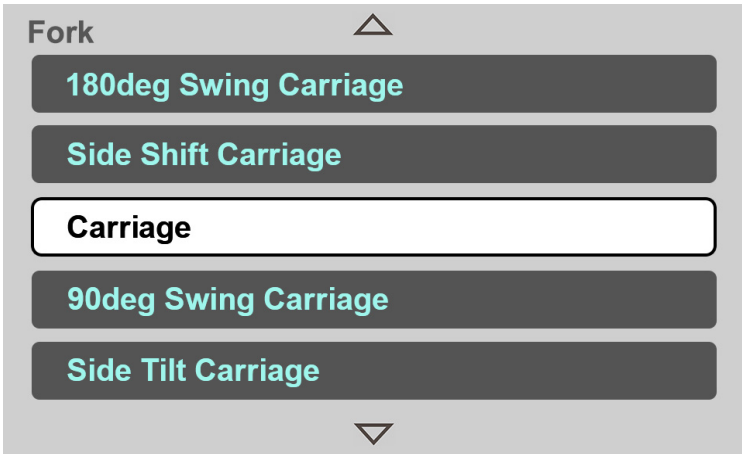 Fork
180deg Swing Carriage
Side Shift Carriage
Carriage
90deg Swing Carriage
Side Tilt Carriage